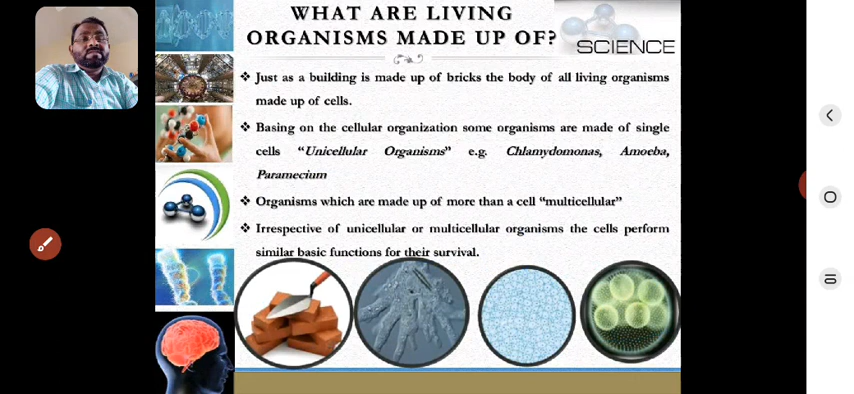 WHAT ARE LIVING
ORGANISMS MADE UP OF?
SCIENCE
❖ Just as a building is made up of bricks the body of all living organisms
made up of cells.
❖ Basing on the cellular organization some organisms are made of single
cells “Unicellular Organisms” e.g. Chlamydomonas, Amoeba,
Paramecium
❖ Organisms which are made up of more than a cell “multicellular”
❖ Irrespective of unicellular or multicellular organisms the cells perform
similar basic functions for their survival.